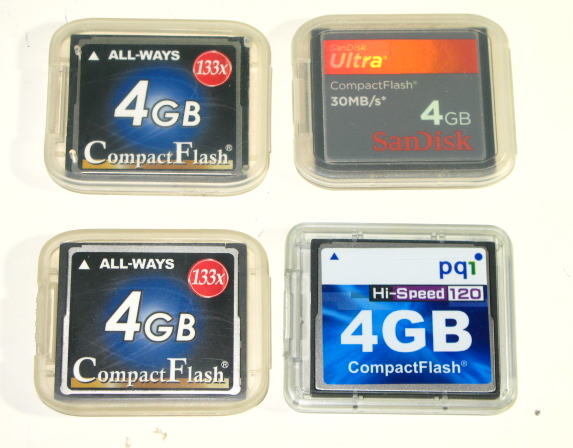 ALL-WAYS
133x
4GB
CompactFlash®
SanDisk
Ultra®
CompactFlash®
30MB/s*
4GB
SanDisk
ALL-WAYS
133x
4GB
CompactFlash®
pqi
Hi-Speed 120
4GB
CompactFlash®